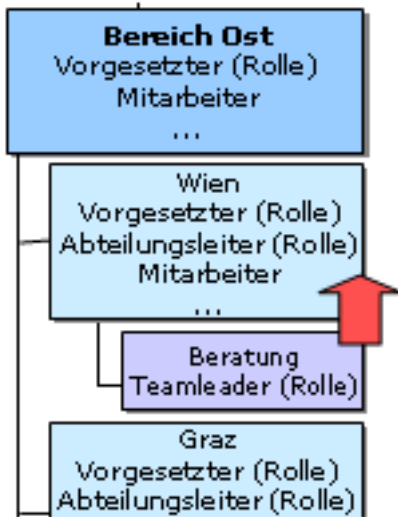 Bereich Ost
Vorgesetzter (Rolle)
Mitarbeiter
...
Wien
Vorgesetzter (Rolle)
Abteilungsleiter (Rolle)
Mitarbeiter
...
Beratung
Teamleader (Rolle)
Graz
Vorgesetzter (Rolle)
Abteilungsleiter (Rolle)